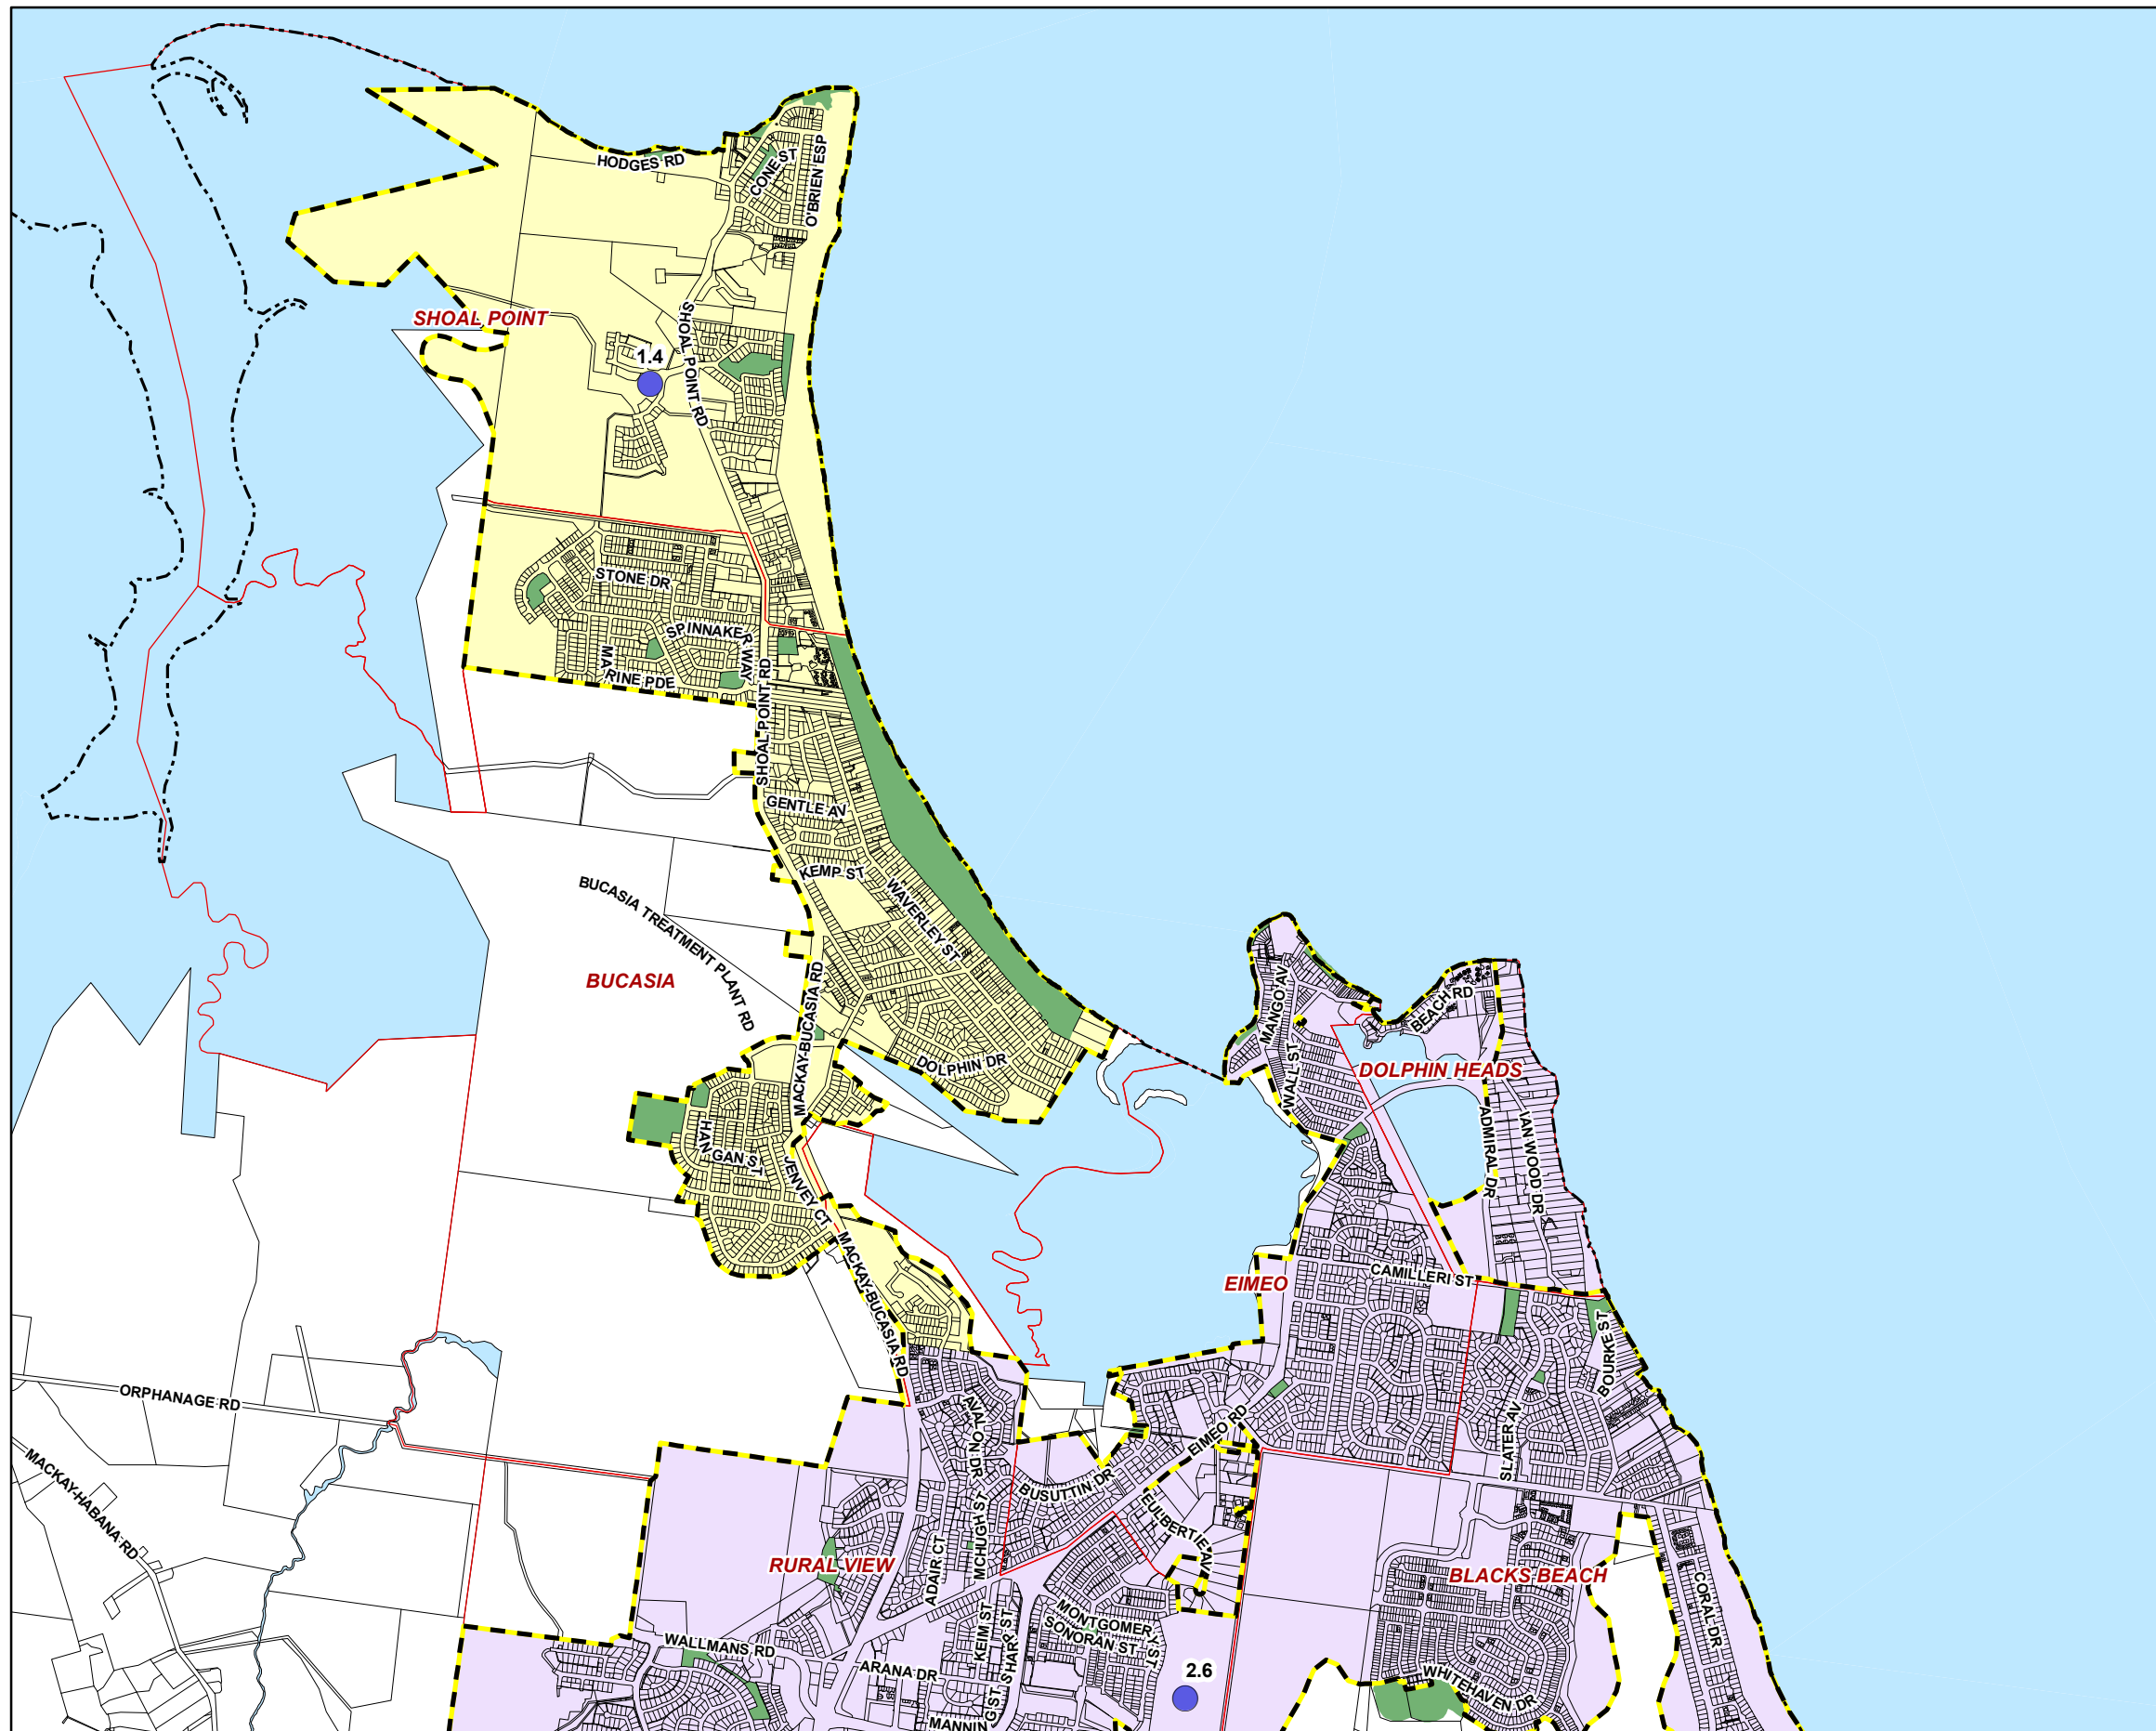 HODGES RD
CONE ST
O'BRIEN ESP
SHOAL POINT
SHOAL POINT RD
1.4
STONE DR
SPINNAKER WAY
MARINE PDE
SHOAL POINT RD
GENTLE AV
KEMP ST
WAVERLEY ST
BUCASIA TREATMENT PLANT RD
BUCASIA
MACKAY-BUCASIA RD
DOLPHIN DR
MANGO AV
WALL ST
BEACH RD
DOLPHIN HEADS
ADMIRAL DR
IAN WOOD DR
HANGAN ST
JENVEY CT
MACKAY-BUCASIA RD
EIMEO
CAMILLERI ST
BOURKE ST
SLATER AV
ORPHANAGE RD
MACKAY-HABANA RD
AVALON DR
EIMEO RD
BUSUTTIN DR
EULBERTIE AV
MCHUGH ST
ADAIR CT
RURAL VIEW
BLACKS BEACH
CORAL DR
KEIM ST
SHARP ST
MONTGOMERY ST
SONORAN ST
WALLMANS RD
ARANA DR
MANNING ST
2.6
WHITEHAVEN DR